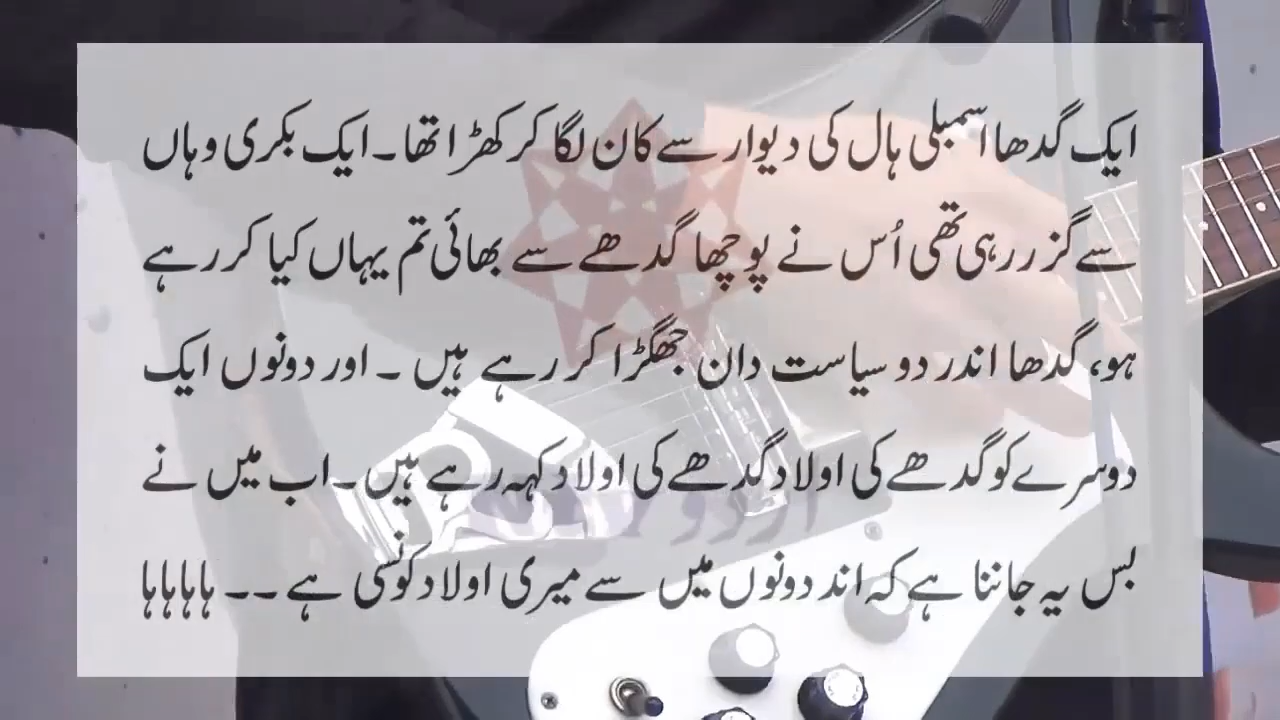 ایک گدھا اسمبلی ہال کی دیوار سے کان لگا کر کھڑا تھا۔ ایک بکری وہاں
سے گزر رہی تھی اُس نے پوچھا گدھے سے بھائی تم یہاں کیا کر رہے
ہو، گدھا اندر دو سیاست دان جھگڑا کر رہے ہیں ۔ اور دونوں ایک
دوسرے کو گدھے کی اولاد گدھے کی اولاد کہہ رہے ہیں۔ اب میں نے
بس یہ جاننا ہے کہ اند دونوں میں سے میری اولاد کونسی ہے ۔۔ ہاہاہاہا